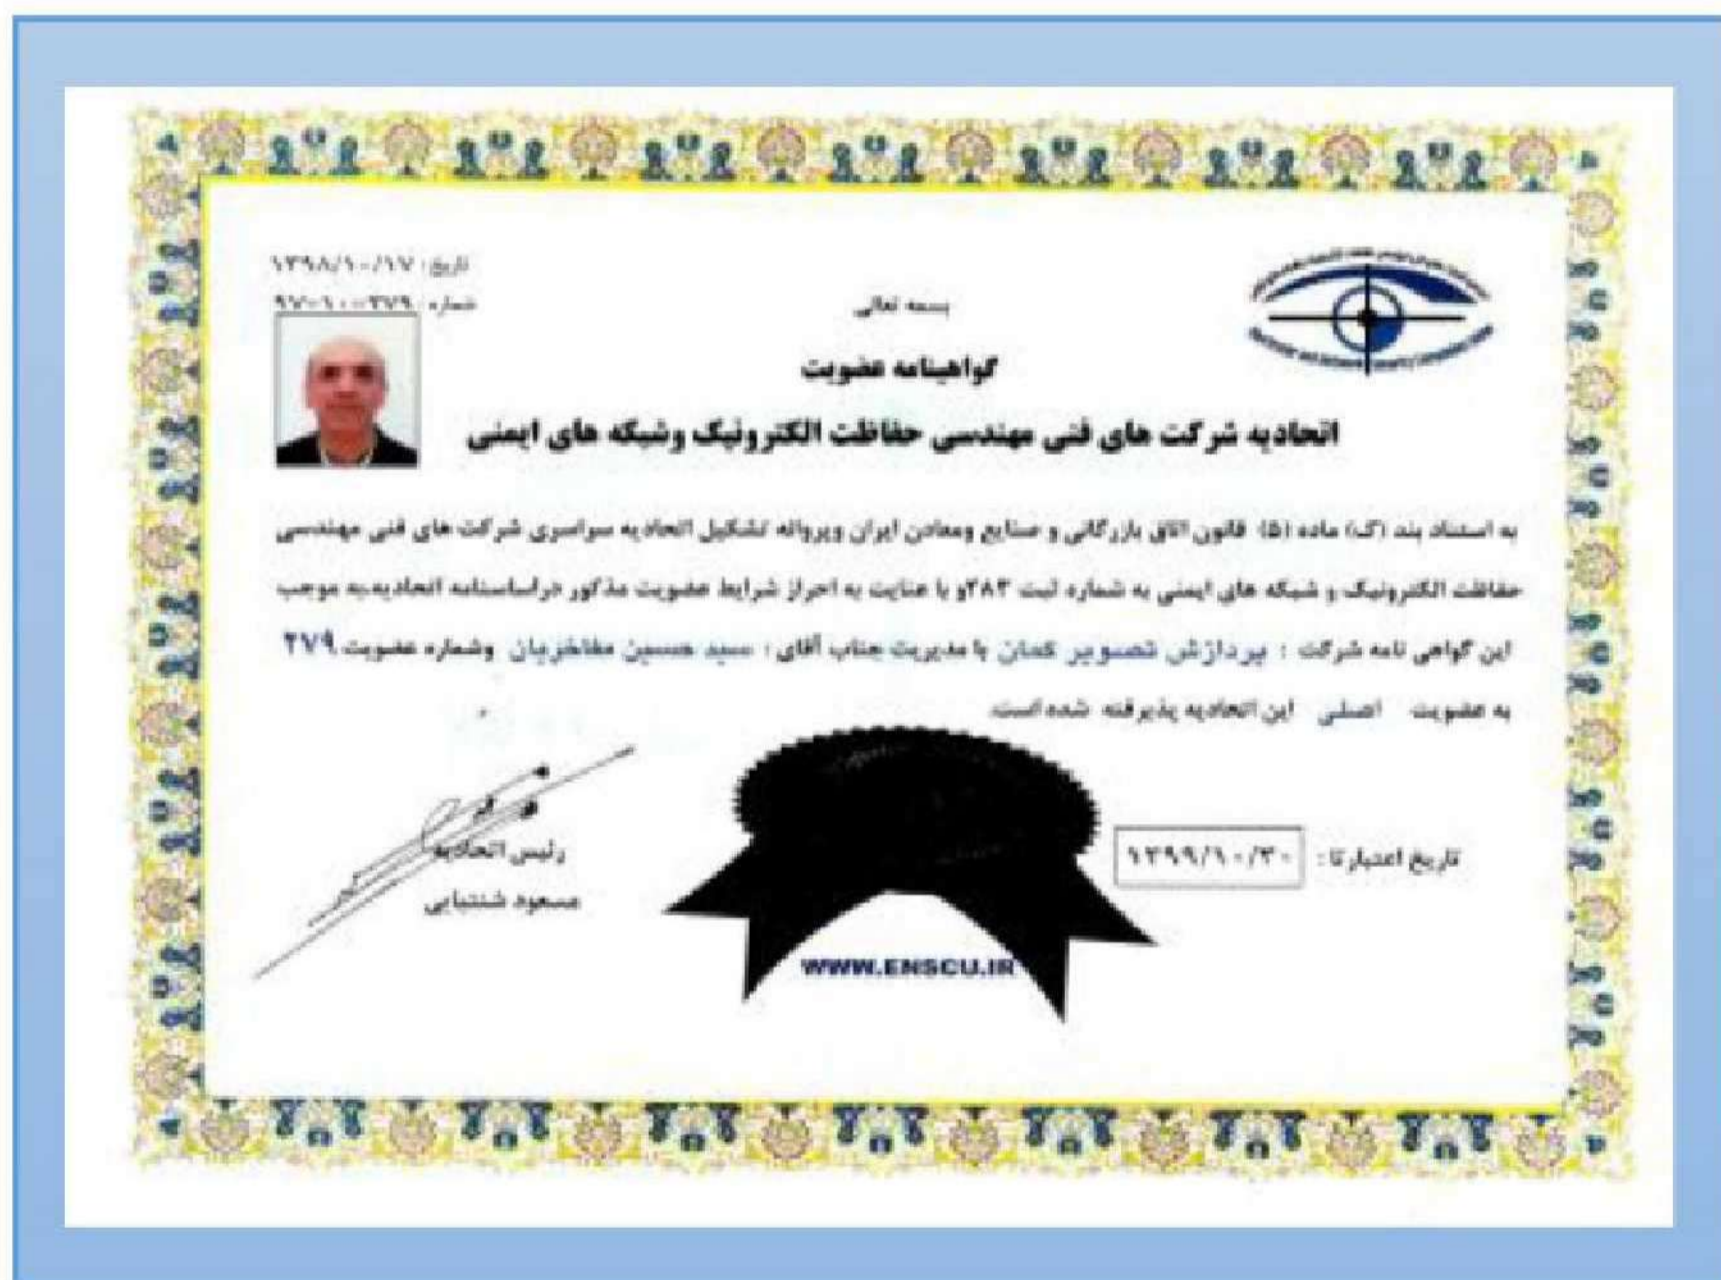 تاریخ : ۱۳۹۸/۱۰/۱۷
شماره : ۹۷-۱۰-۲۷۹
بسمه تعالی
گواهینامه عضویت
اتحادیه شرکت های فنی مهندسی حفاظت الکترونیک وشبکه های ایمنی
به استناد بند (ک) ماده (۵) قانون اتاق بازرگانی و صنایع ومعادن ایران وپروانه تشکیل اتحادیه سراسری شرکت های فنی مهندسی
حفاظت الکترونیک و شبکه های ایمنی به شماره ثبت ۲۸۳و با عنایت به احراز شرایط عضویت مذکور دراساسنامه اتحادیه،به موجب
این گواهی نامه شرکت : پردازش تصویر کمان با مدیریت جناب آقای : سید حسین مفاخریان وشماره عضویت ۲۷۹
به عضویت اصلی این اتحادیه پذیرفته شده است.
تاریخ اعتبار تا : ۱۳۹۹/۱۰/۳۰
رئیس اتحادیه
مسعود شنتیایی
WWW.ENSCU.IR